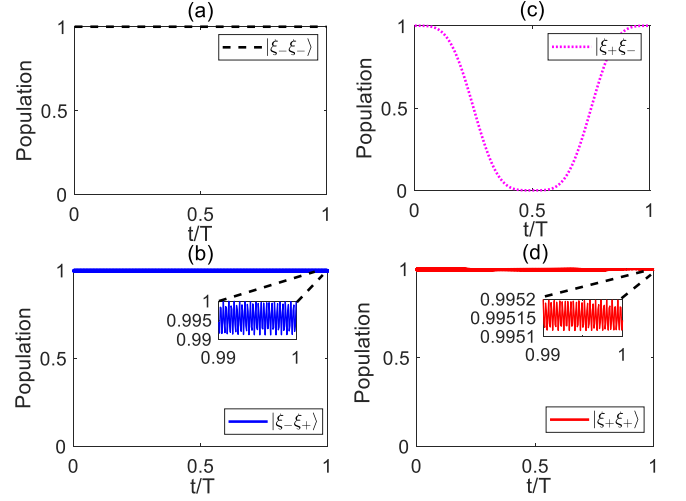 (a)
Population
1
0.5
0
|ξ₋ξ₋⟩
0
0.5
1
t/T
(c)
Population
1
0.5
0
|ξ₊ξ₋⟩
0
0.5
1
t/T
(b)
Population
1
0.5
0
1
0.995
0.99
0.99
1
|ξ₋ξ₊⟩
0
0.5
1
t/T
(d)
Population
1
0.5
0
0.9952
0.99515
0.9951
0.99
1
|ξ₊ξ₊⟩
0
0.5
1
t/T